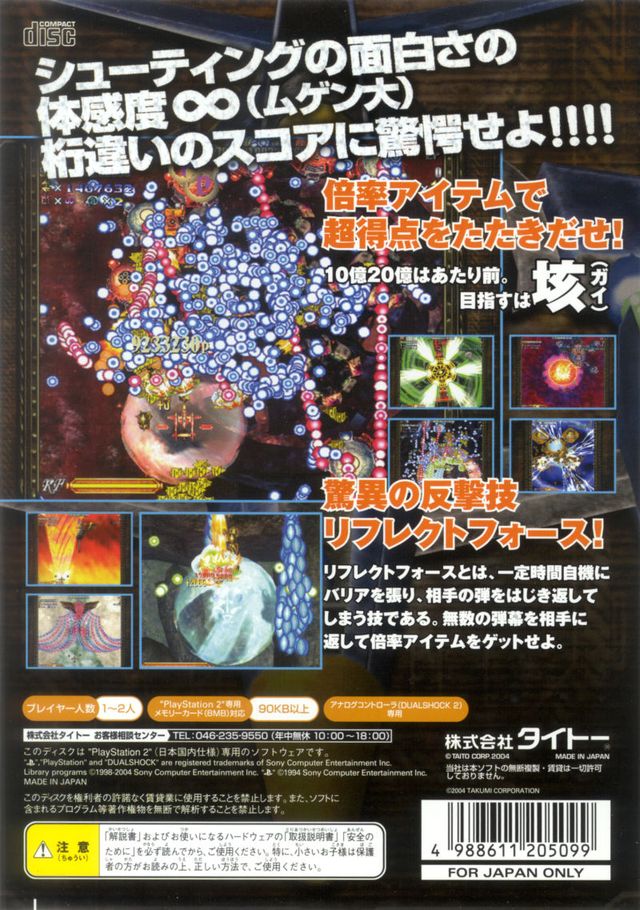 COMPACT
disc
シューティングの面白さの
体感度∞(ムゲン大)
桁違いのスコアに驚愕せよ!!!!
倍率アイテムで
超得点をたたきだせ!
10億20億はあたり前。
目指すは垓(ガイ)
驚異の反撃技
リフレクトフォース!
リフレクトフォースとは、一定時間自機に
バリアを張り、相手の弾をはじき返して
しまう技である。無数の弾幕を相手に
返して倍率アイテムをゲットせよ。
プレイヤー人数 1~2人
"PlayStation 2"専用
メモリーカード(8MB)対応 90KB以上
アナログコントローラ(DUALSHOCK 2)
専用
株式会社タイトー お客様相談センター TEL:046-235-9550(年中無休 10:00~18:00)
このディスクは "PlayStation 2"(日本国内仕様)専用のソフトウェアです。
"PlayStation" and "DUALSHOCK" are registered trademarks of Sony Computer Entertainment Inc.
Library programs ©1998-2004 Sony Computer Entertainment Inc. ©1994 Sony Computer Entertainment Inc.
MADE IN JAPAN
このディスクを権利者の許諾なく賃貸業に使用することを禁止します。また、ソフトに
含まれるプログラム等著作権物を無断で解析することを禁止します。
株式会社タイトー
©TAITO CORP. 2004 MADE IN JAPAN
当社は本ソフトの無断複製・賃貸は一切許可
しておりません。
©2004 TAKUMI CORPORATION
注意
(ちゅうい)
「解説書」およびお使いになるハードウェアの「取扱説明書」「安全の
ために」を必ず読んでから、ご使用ください。特に、小さいお子様は保護
者の方がお読みの上、正しい方法で、ご使用ください。
4 988611 205099
FOR JAPAN ONLY